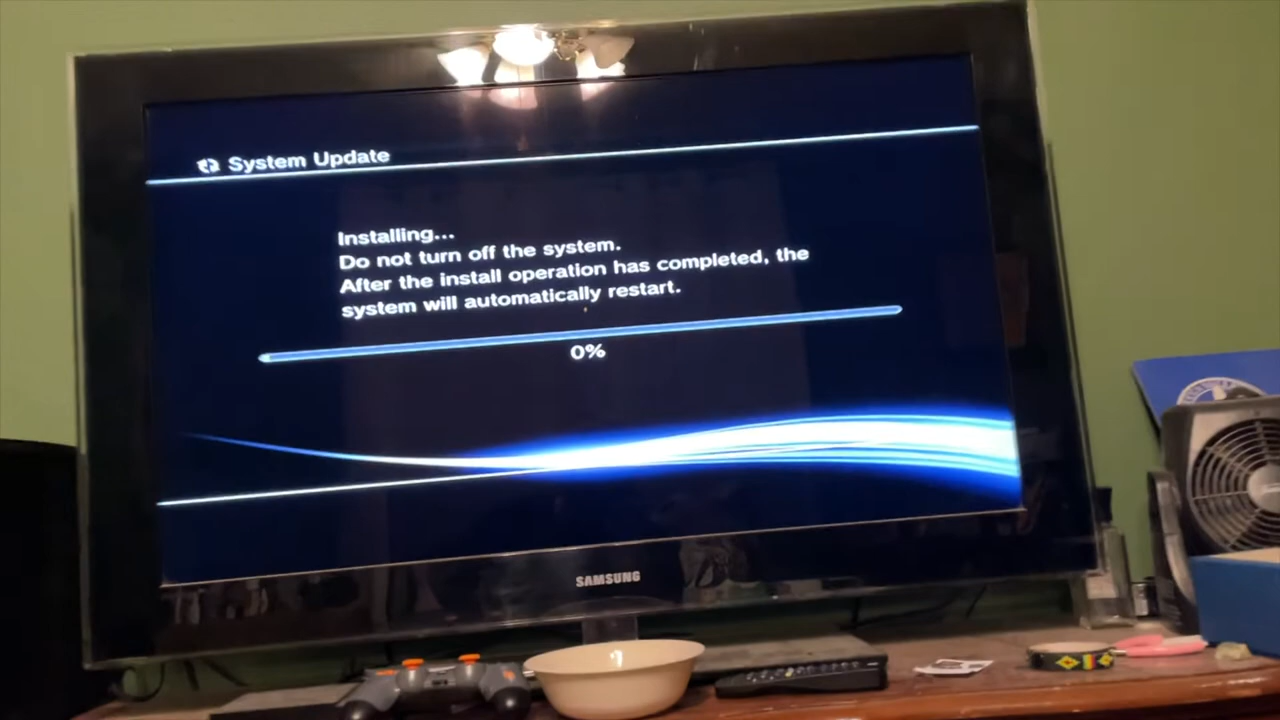 System Update
Installing...
Do not turn off the system.
After the install operation has completed, the
system will automatically restart.
0%
SAMSUNG